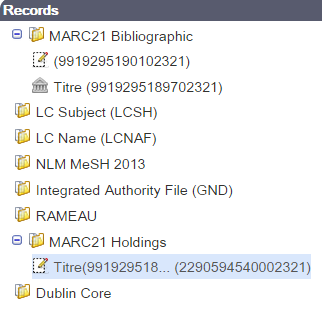 Records
MARC21 Bibliographic
(9919295190102321)
Titre (9919295189702321)
LC Subject (LCSH)
LC Name (LCNAF)
NLM MeSH 2013
Integrated Authority File (GND)
RAMEAU
MARC21 Holdings
Titre(991929518... (2290594540002321)
Dublin Core